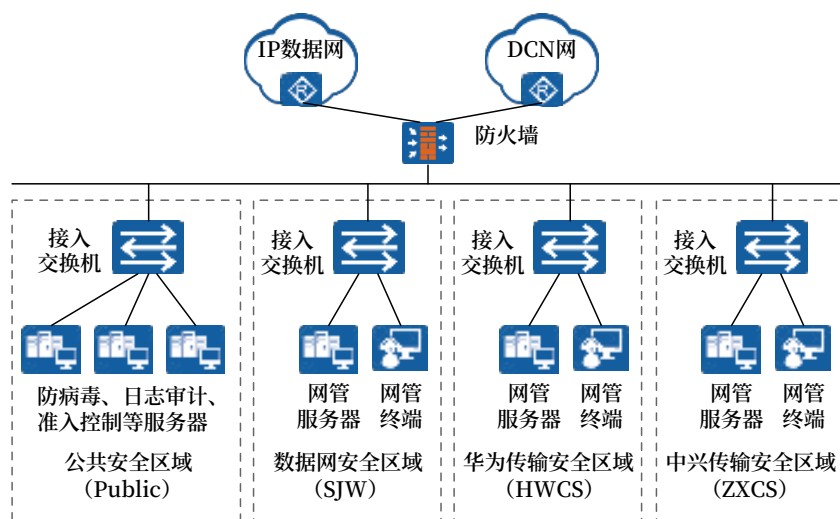 IP数据网
DCN网
R
R
防火墙
接入
交换机
接入
交换机
接入
交换机
接入
交换机
防病毒、日志审计、
准入控制等服务器
网管
服务器
网管
终端
网管
服务器
网管
终端
网管
服务器
网管
终端
公共安全区域
（Public）
数据网安全区域
（SJW）
华为传输安全区域
（HWCS）
中兴传输安全区域
（ZXCS）